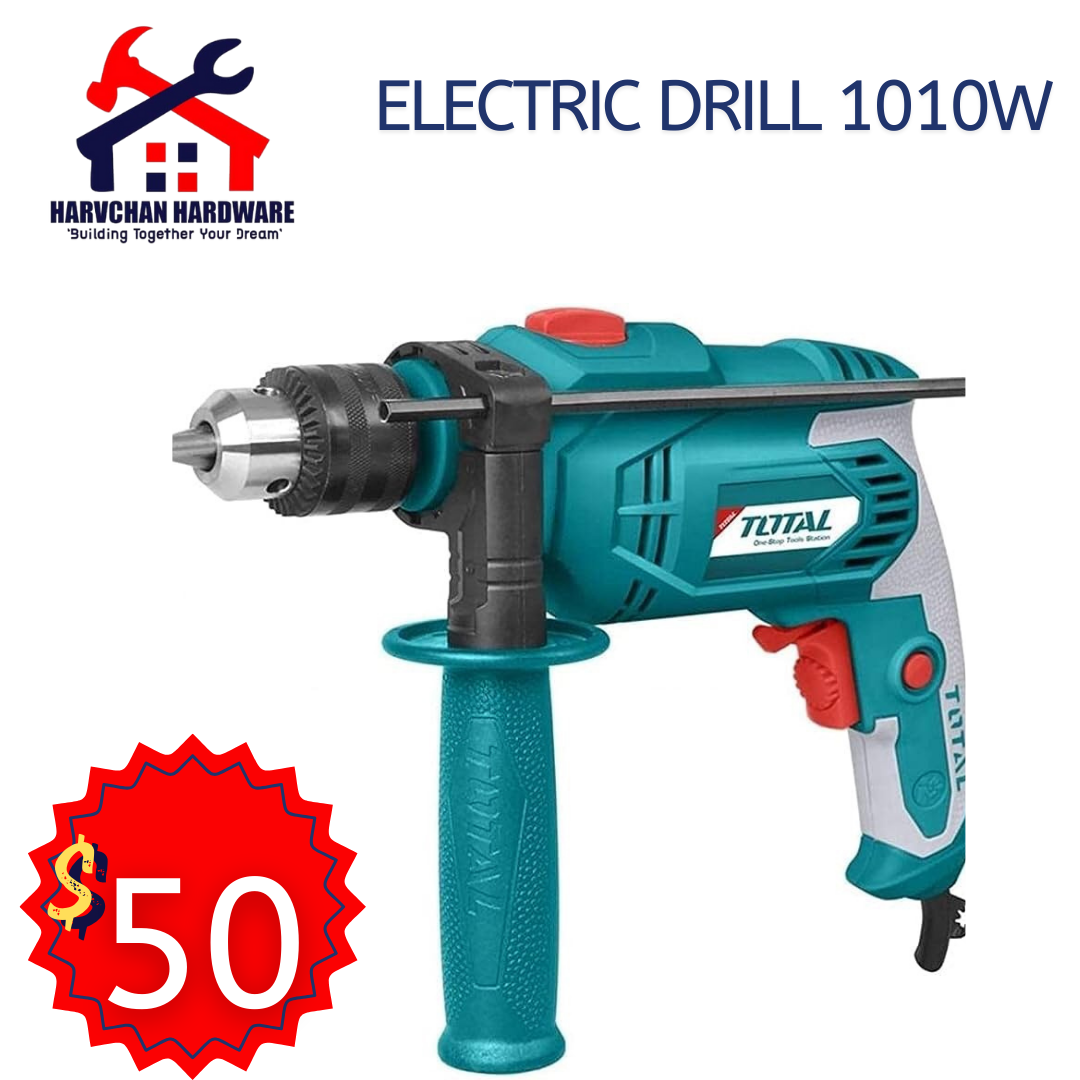 HARVCHAN HARDWARE
'Building Together Your Dream'
ELECTRIC DRILL 1010W
TOTAL
One-Stop Tools Station
TOTAL
TOTAL
$50